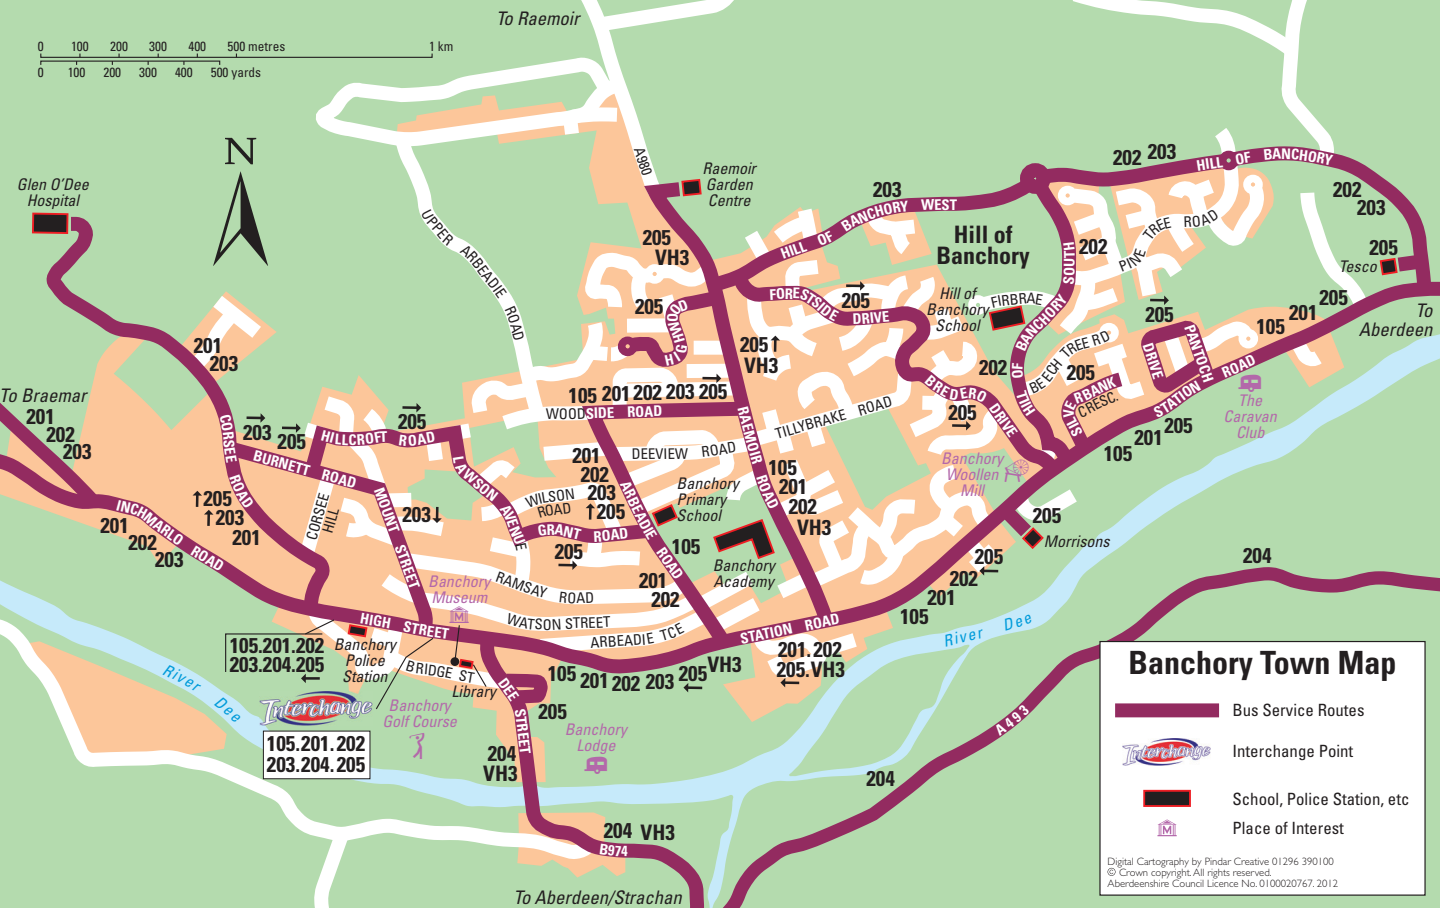 To Raemoir
0 100 200 300 400 500 metres 1 km
0 100 200 300 400 500 yards
N
A980
Raemoir
Garden
Centre
Glen O'Dee
Hospital
202 203
HILL OF BANCHORY
203
HILL OF BANCHORY WEST
202
203
Hill of
Banchory
205
VH3
UPPER ARBEADIE ROAD
202
PINE TREE ROAD
205
Tesco
HILL OF BANCHORY SOUTH
205
HIGHWOOD
FORESTSIDE DRIVE
→
205
Hill of
Banchory
School
FIRBRAE
→
205
DRIVE
PANTOCH
105
201
205
To
Aberdeen
201
203
205↑
VH3
BEECH TREE RD
202
205
SILVERBANK
CRESC.
STATION ROAD
The
Caravan
Club
To Braemar
201
202
203
105 201 202 203 205
→
WOODSIDE ROAD
BREDERO DRIVE
205
→
TILLYBRAKE ROAD
RAEMOIR ROAD
105
201
205
CORSEE ROAD
→
203
→
205
→
205
HILLCROFT ROAD
BURNETT ROAD
LAWSON AVENUE
DEEVIEW ROAD
201
202
203
↑205
ARBEADIE ROAD
Banchory
Primary
School
Banchory
Woollen
Mill
105
201
202
VH3
WILSON
ROAD
GRANT ROAD
205
→
105
Banchory
Academy
205
Morrisons
INCHMARLO ROAD
201
202
203
↑205
↑203
201
CORSEE
HILL
MOUNT STREET
203↓
RAMSAY ROAD
201
202
205
←
202
201
105
204
Banchory
Museum
M
WATSON STREET
ARBEADIE TCE
HIGH STREET
STATION ROAD
River Dee
105.201.202
203.204.205
←
Banchory
Police
Station
BRIDGE ST
Library
105 201 202 203 205 VH3
←
201.202
205.VH3
←
River Dee
Interchange
Banchory
Golf Course
DEE STREET
205
105.201.202
203.204.205
Banchory
Lodge
204
VH3
204
A493
204 VH3
B974
To Aberdeen/Strachan
Banchory Town Map
Bus Service Routes
Interchange
Interchange Point
School, Police Station, etc
M
Place of Interest
Digital Cartography by Pindar Creative 01296 390100
© Crown copyright. All rights reserved.
Aberdeenshire Council Licence No. 0100020767. 2012